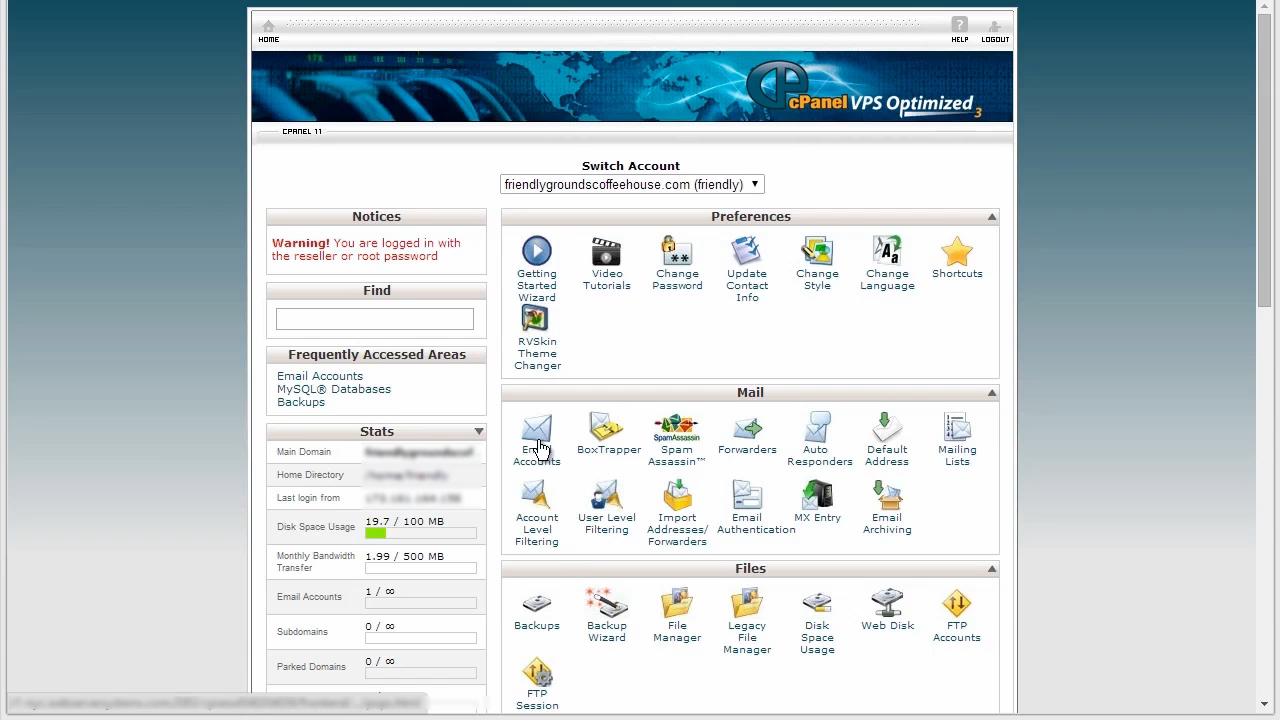 HOME
?
HELP
LOGOUT
cPanel VPS Optimized 3
CPANEL 11
Switch Account
friendlygroundscoffeehouse.com (friendly)
Notices
Warning! You are logged in with
the reseller or root password
Find
Frequently Accessed Areas
Email Accounts
MySQL® Databases
Backups
Stats
Main Domain
Home Directory
Last login from
Disk Space Usage
19.7 / 100 MB
Monthly Bandwidth
Transfer
1.99 / 500 MB
Email Accounts
1 / ∞
Subdomains
0 / ∞
Parked Domains
0 / ∞
Preferences
Getting
Started
Wizard
Video
Tutorials
Change
Password
Update
Contact
Info
Change
Style
Change
Language
Shortcuts
RVSkin
Theme
Changer
Mail
Email
Accounts
BoxTrapper
SpamAssassin
Spam
Assassin™
Forwarders
Auto
Responders
Default
Address
Mailing
Lists
Account
Level
Filtering
User Level
Filtering
Import
Addresses/
Forwarders
Email
Authentication
MX Entry
Email
Archiving
Files
Backups
Backup
Wizard
File
Manager
Legacy
File
Manager
Disk
Space
Usage
Web Disk
FTP
Accounts
FTP
Session